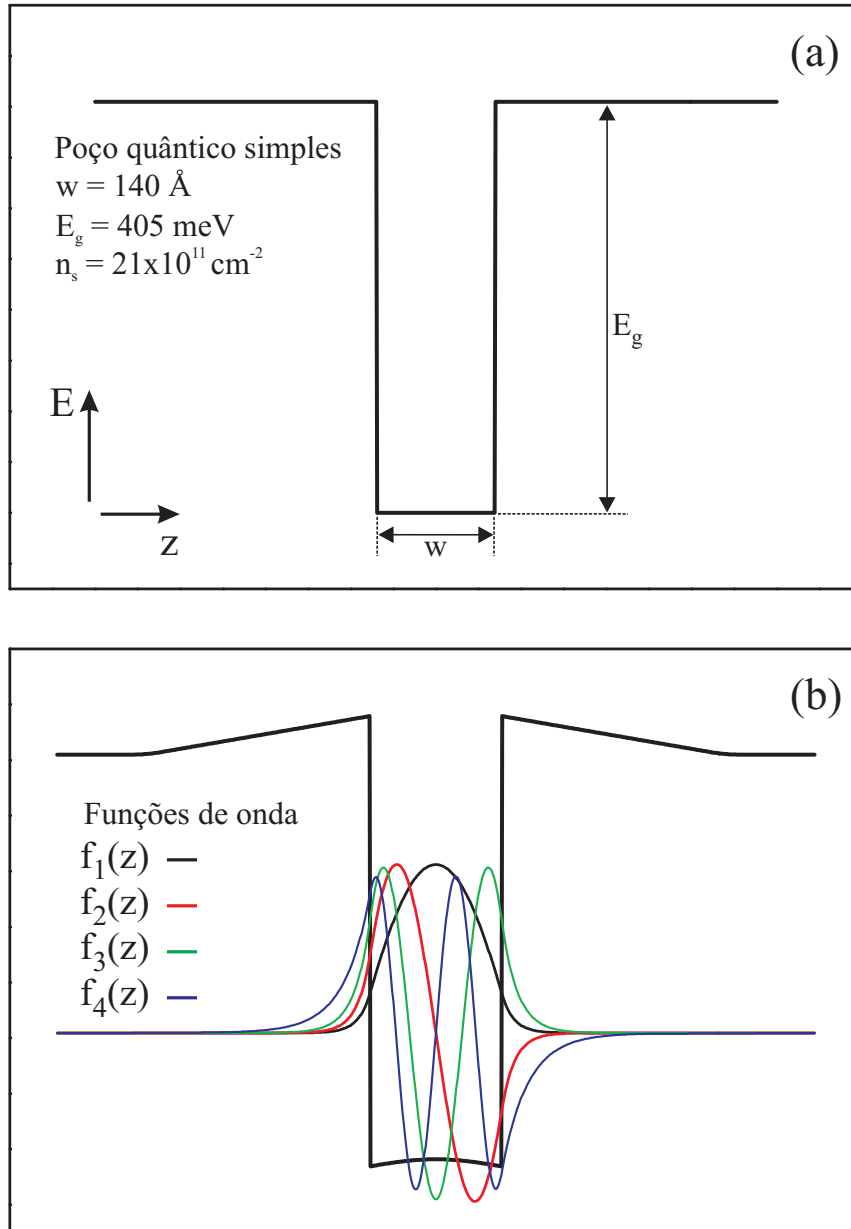 (a)
Poço quântico simples
w = 140 Å
E_g = 405 meV
n_s = 21x10^11 cm^-2
E_g
E
z
w
(b)
Funções de onda
f_1(z)
f_2(z)
f_3(z)
f_4(z)